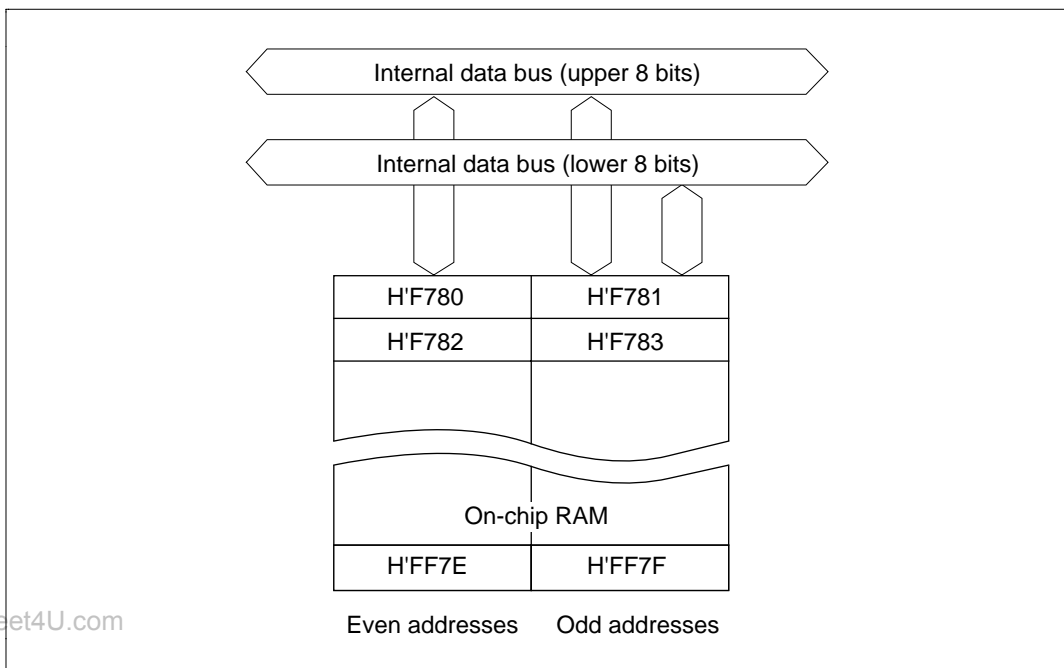 Internal data bus (upper 8 bits)
Internal data bus (lower 8 bits)
H'F780 H'F781
H'F782 H'F783
On-chip RAM
H'FF7E H'FF7F
eet4U.com
Even addresses Odd addresses